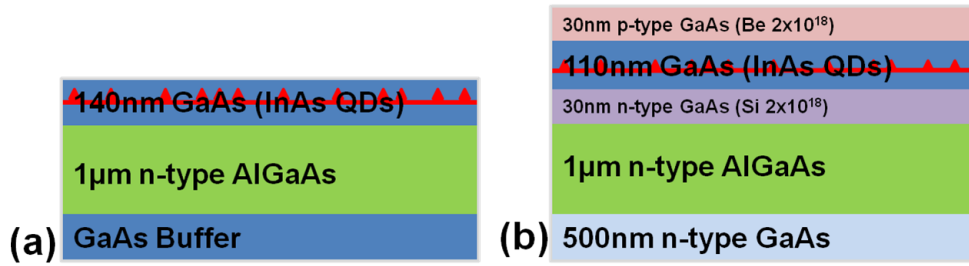 140nm GaAs (InAs QDs)
1μm n-type AlGaAs
(a)
GaAs Buffer
30nm p-type GaAs (Be 2x10¹⁸)
110nm GaAs (InAs QDs)
30nm n-type GaAs (Si 2x10¹⁸)
1μm n-type AlGaAs
(b)
500nm n-type GaAs